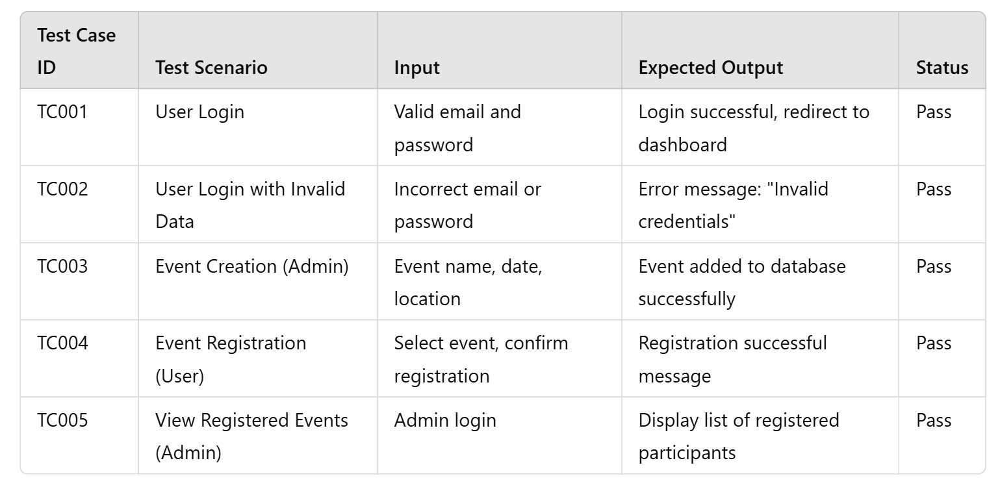 Test Case
ID
Test Scenario
Input
Expected Output
Status
TC001
User Login
Valid email and
password
Login successful, redirect to
dashboard
Pass
TC002
User Login with Invalid
Data
Incorrect email or
password
Error message: "Invalid
credentials"
Pass
TC003
Event Creation (Admin)
Event name, date,
location
Event added to database
successfully
Pass
TC004
Event Registration
(User)
Select event, confirm
registration
Registration successful
message
Pass
TC005
View Registered Events
(Admin)
Admin login
Display list of registered
participants
Pass